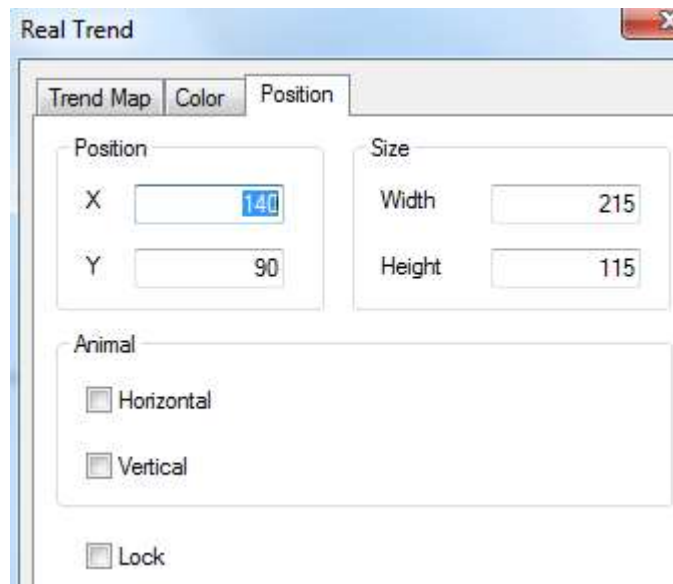 Real Trend
Trend Map Color Position
Position
X 140
Y 90
Size
Width 215
Height 115
Animal
Horizontal
Vertical
Lock